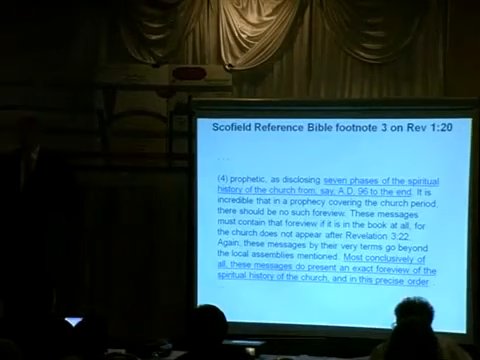 Scofield Reference Bible footnote 3 on Rev 1:20
. . .
(4) prophetic, as disclosing seven phases of the spiritual
history of the church from, say, A.D. 96 to the end. It is
incredible that in a prophecy covering the church period,
there should be no such foreview. These messages
must contain that foreview if it is in the book at all, for
the church does not appear after Revelation 3:22.
Again, these messages by their very terms go beyond
the local assemblies mentioned. Most conclusively of
all, these messages do present an exact foreview of the
spiritual history of the church, and in this precise order